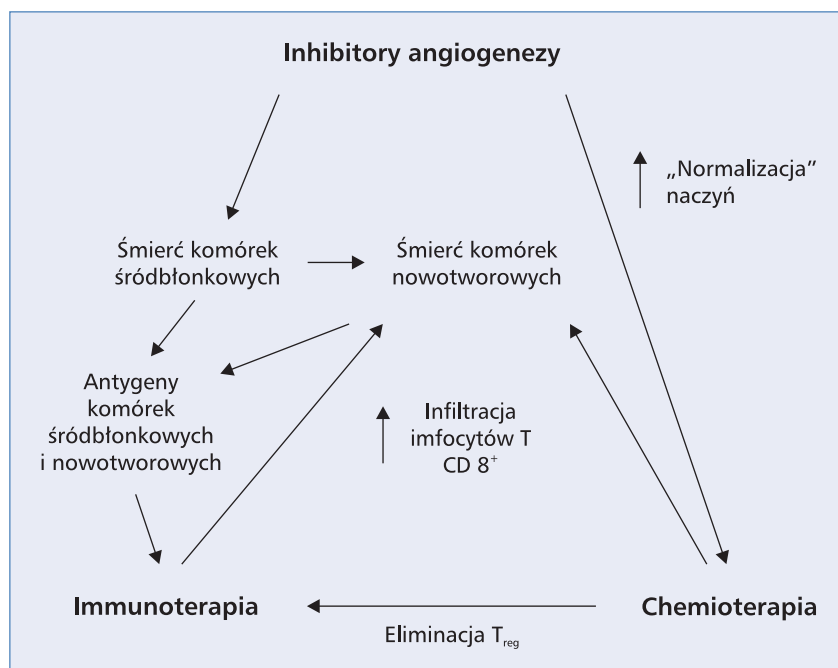 Inhibitory angiogenezy
„Normalizacja”
naczyń
Śmierć komórek
śródbłonkowych
Śmierć komórek
nowotworowych
Antygeny
komórek
śródbłonkowych
i nowotworowych
Infiltracja
imfocytów T
CD 8⁺
Immunoterapia
Chemioterapia
Eliminacja Treg